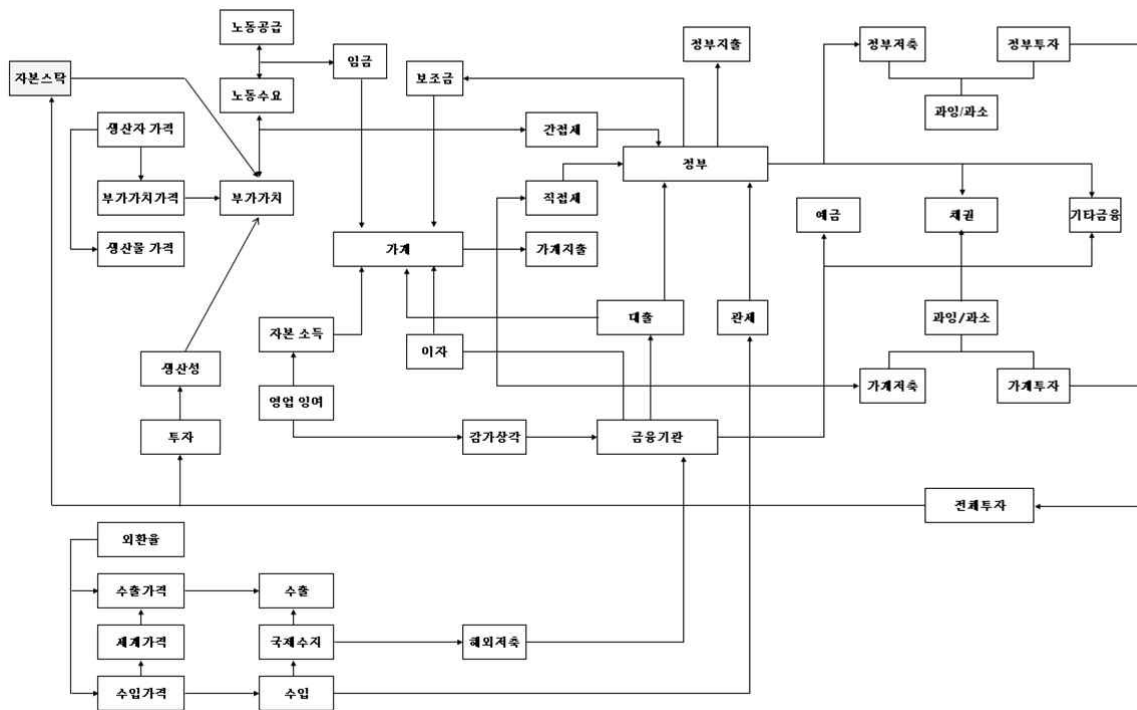 노동공급
정부지출
정부저축
정부투자
임금
보조금
자본스탁
노동수요
과잉/과소
생산자 가격
간접세
정부
부가가치가격
부가가치
직접세
예금
채권
기타금융
생산물 가격
가계
가계지출
자본 소득
대출
관세
과잉/과소
이자
생산성
영업 잉여
가계저축
가계투자
투자
감가상각
금융기관
전체투자
외환율
수출가격
수출
세계가격
국제수지
해외저축
수입가격
수입